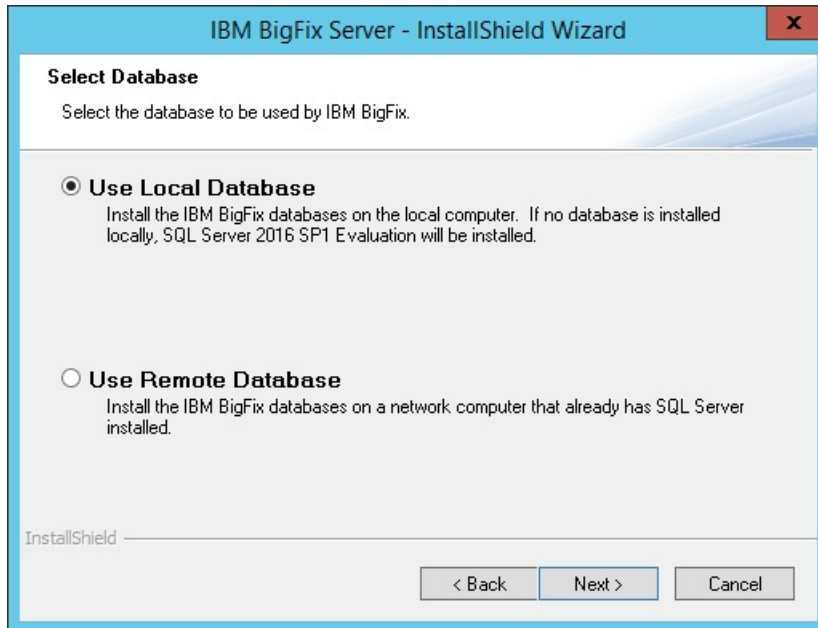 IBM BigFix Server - InstallShield Wizard
x
Select Database
Select the database to be used by IBM BigFix.
Use Local Database
Install the IBM BigFix databases on the local computer.  If no database is installed
locally, SQL Server 2016 SP1 Evaluation will be installed.
Use Remote Database
Install the IBM BigFix databases on a network computer that already has SQL Server
installed.
InstallShield
< Back
Next >
Cancel